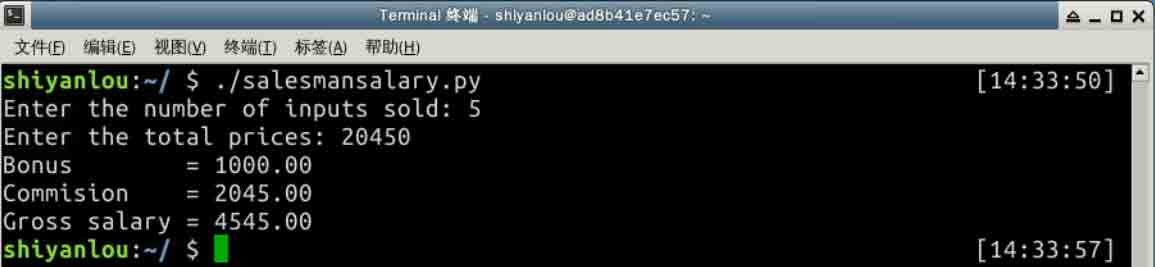 Terminal 终端 - shiyanlou@ad8b41e7ec57: ~
文件(F) 编辑(E) 视图(V) 终端(T) 标签(A) 帮助(H)
shiyanlou:~/ $ ./salesmansalary.py [14:33:50]
Enter the number of inputs sold: 5
Enter the total prices: 20450
Bonus = 1000.00
Commision = 2045.00
Gross salary = 4545.00
shiyanlou:~/ $ [14:33:57]